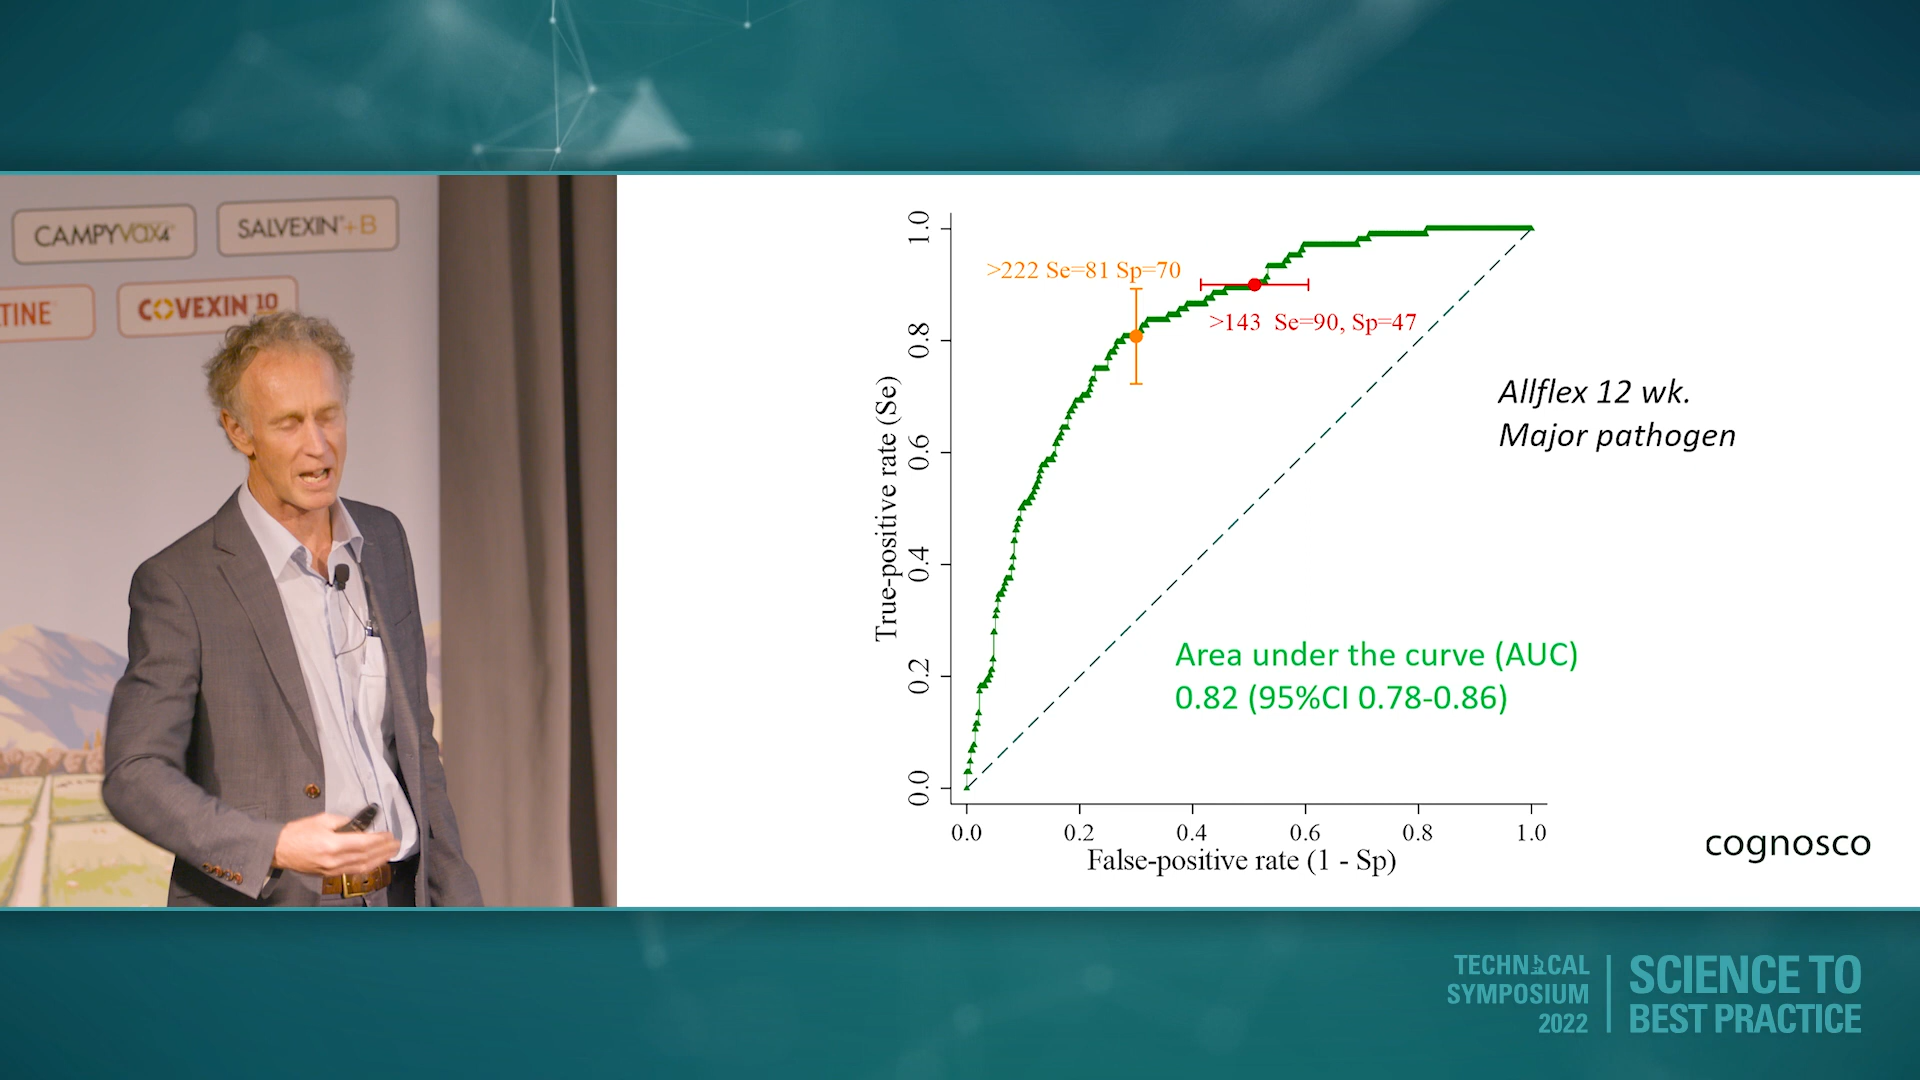 CAMPYVAX4
SALVEXIN+B
TINE
COVEXIN 10
1.0
0.8
0.6
0.4
0.2
0.0
True-positive rate (Se)
>222 Se=81 Sp=70
>143 Se=90, Sp=47
Allflex 12 wk.
Major pathogen
Area under the curve (AUC)
0.82 (95%CI 0.78-0.86)
0.0 0.2 0.4 0.6 0.8 1.0
False-positive rate (1 - Sp)
cognosco
TECHNICAL
SYMPOSIUM
2022
SCIENCE TO
BEST PRACTICE